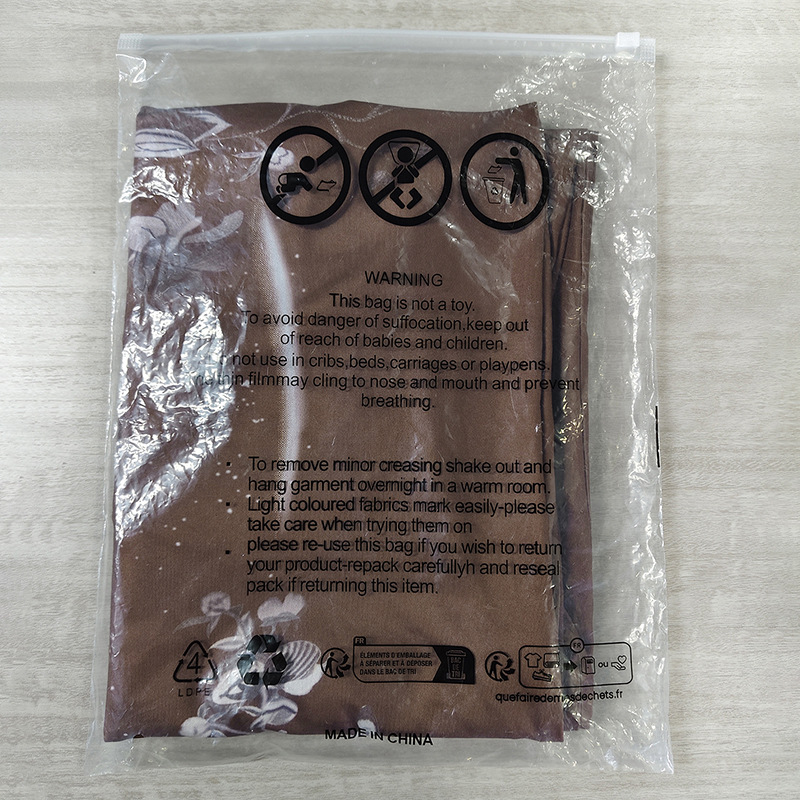 WARNING
This bag is not a toy.
To avoid danger of suffocation,keep out
of reach of babies and children.
not use in cribs,beds,carriages or playpens.
thin filmmay cling to nose and mouth and prevent
breathing.
· To remove minor creasing shake out and
hang garment overnight in a warm room.
· Light coloured fabrics mark easily-please
take care when trying them on
· please re-use this bag if you wish to return
your product-repack carefullyh and reseal
pack if returning this item.
4
LDPE
FR
ÉLÉMENTS D'EMBALLAGE
À SÉPARER ET À DÉPOSER
DANS LE BAC DE TRI
BAC
DE
TRI
FR
OU
quefairedemesdechets.fr
MADE IN CHINA